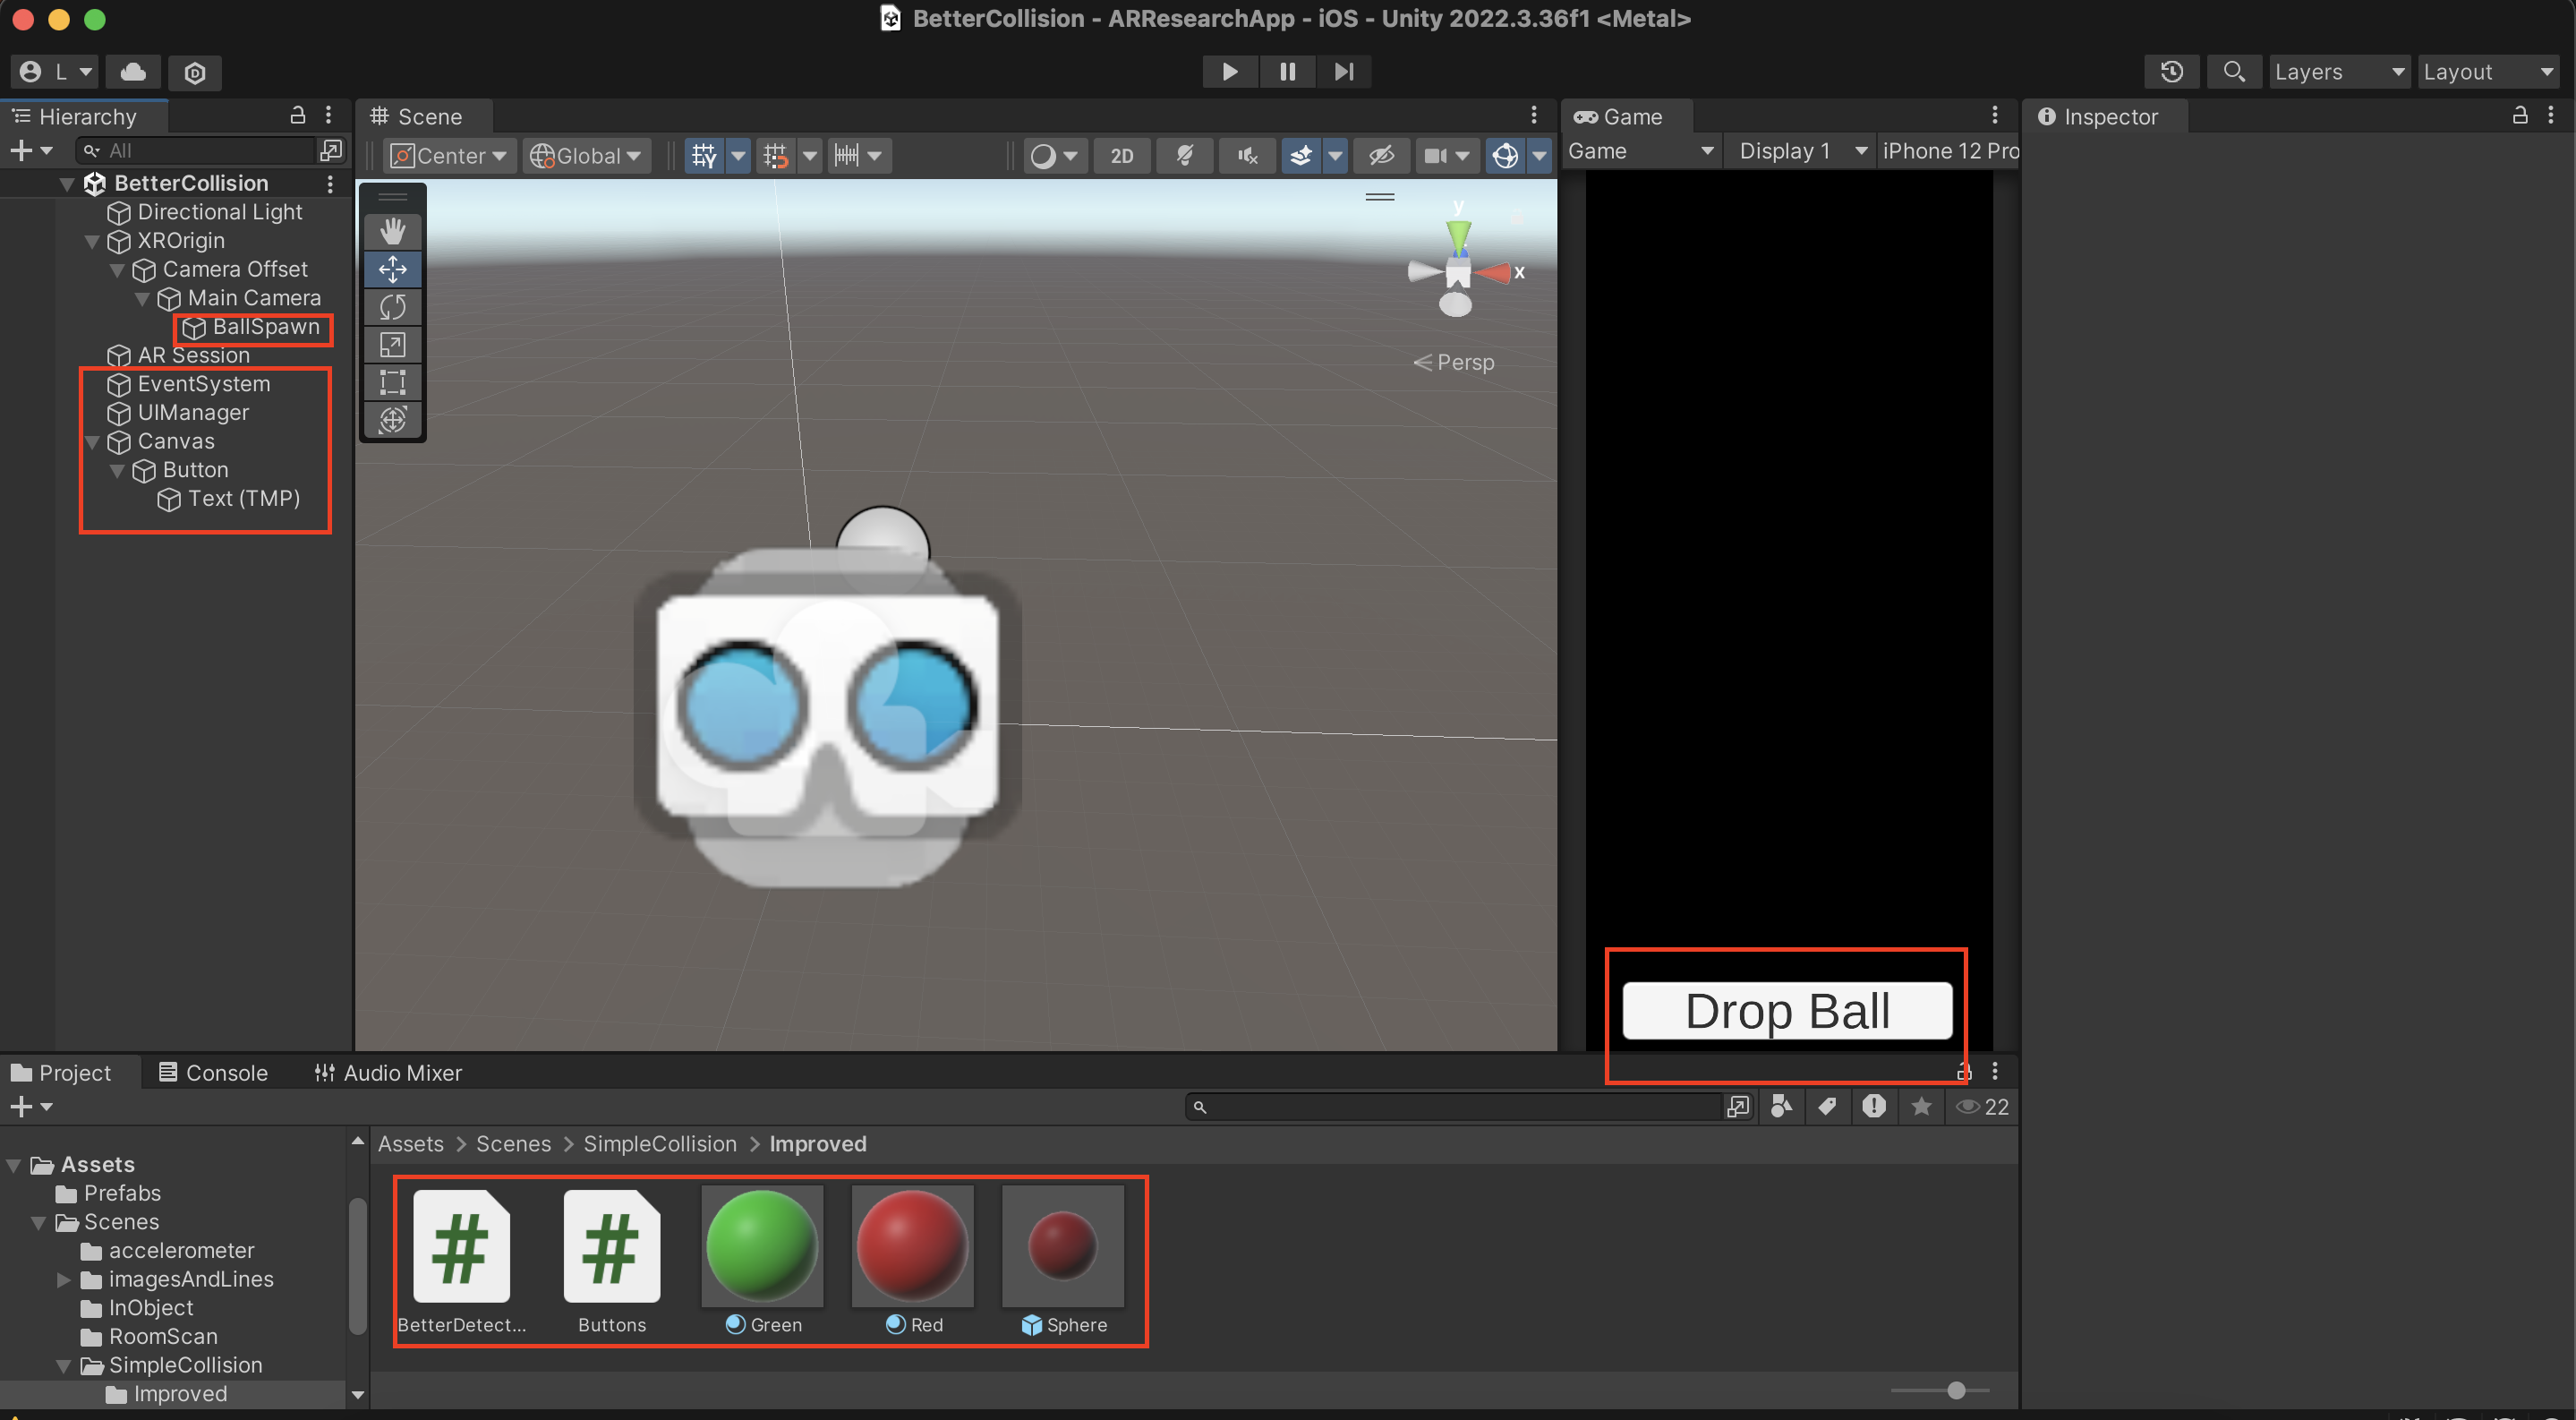 BetterCollision - ARResearchApp - iOS - Unity 2022.3.36f1 <Metal>
L
Layers
Layout
Hierarchy
All
BetterCollision
Directional Light
XROrigin
Camera Offset
Main Camera
BallSpawn
AR Session
EventSystem
UIManager
Canvas
Button
Text (TMP)
Scene
Center
Global
2D
y
x
Persp
Game
Game
Display 1
iPhone 12 Pro
Drop Ball
Inspector
Project
Console
Audio Mixer
22
Assets
Prefabs
Scenes
accelerometer
imagesAndLines
InObject
RoomScan
SimpleCollision
Improved
Assets > Scenes > SimpleCollision > Improved
# #
BetterDetect... Buttons Green Red Sphere